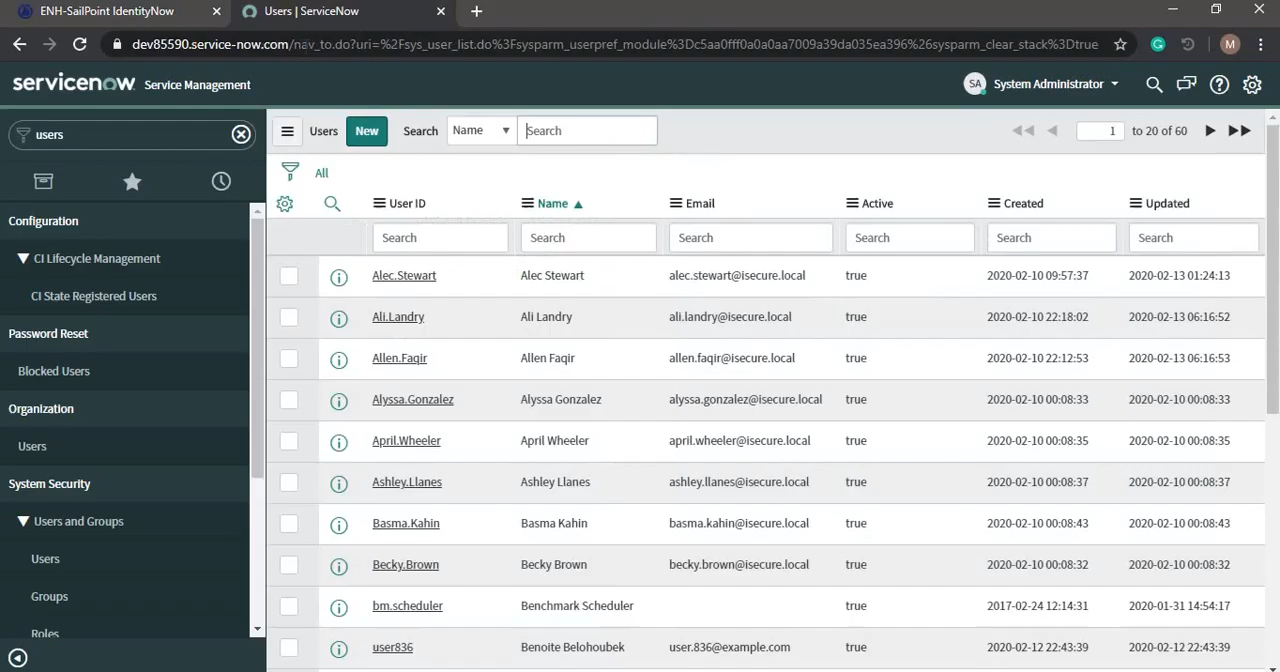 ENH-SailPoint IdentityNow
Users | ServiceNow
dev85590.service-now.com/nav_to.do?uri=%2Fsys_user_list.do%3Fsysparm_userpref_module%3Dc5aa0fff0a0a0aa7009a39da035ea396%26sysparm_clear_stack%3Dtrue
M
servicenow Service Management
SA System Administrator
users
Users New Search Name Search 1 to 20 of 60
All
User ID Name Email Active Created Updated
Search Search Search Search Search Search
Alec.Stewart Alec Stewart alec.stewart@isecure.local true 2020-02-10 09:57:37 2020-02-13 01:24:13
Ali.Landry Ali Landry ali.landry@isecure.local true 2020-02-10 22:18:02 2020-02-13 06:16:52
Allen.Faqir Allen Faqir allen.faqir@isecure.local true 2020-02-10 22:12:53 2020-02-13 06:16:53
Alyssa.Gonzalez Alyssa Gonzalez alyssa.gonzalez@isecure.local true 2020-02-10 00:08:33 2020-02-10 00:08:33
April.Wheeler April Wheeler april.wheeler@isecure.local true 2020-02-10 00:08:35 2020-02-10 00:08:35
Ashley.Llanes Ashley Llanes ashley.llanes@isecure.local true 2020-02-10 00:08:37 2020-02-10 00:08:37
Basma.Kahin Basma Kahin basma.kahin@isecure.local true 2020-02-10 00:08:43 2020-02-10 00:08:43
Becky.Brown Becky Brown becky.brown@isecure.local true 2020-02-10 00:08:32 2020-02-10 00:08:32
bm.scheduler Benchmark Scheduler true 2017-02-24 12:14:31 2020-01-31 14:54:17
user836 Benoite Belohoubek user.836@example.com true 2020-02-12 22:43:39 2020-02-12 22:43:39
Configuration
CI Lifecycle Management
CI State Registered Users
Password Reset
Blocked Users
Organization
Users
System Security
Users and Groups
Users
Groups
Roles